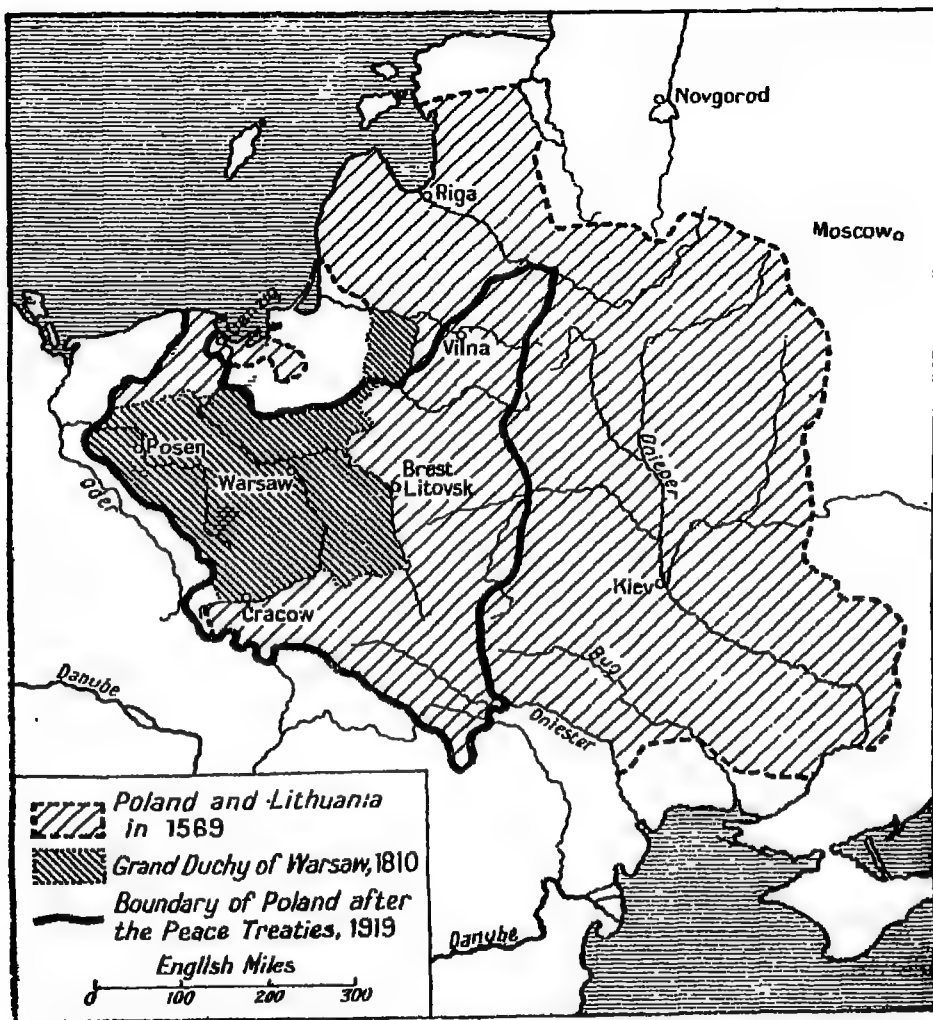 Novgorod
Riga
Moscow
Danzig
Vilna
Posen
Warsaw
Brest
Litovsk
Oder
Dnieper
Kiev
Cracow
Bug
Danube
Dniester
Poland and Lithuania
in 1569
Grand Duchy of Warsaw, 1810
Boundary of Poland after
the Peace Treaties, 1919
English Miles
0 100 200 300
Danube